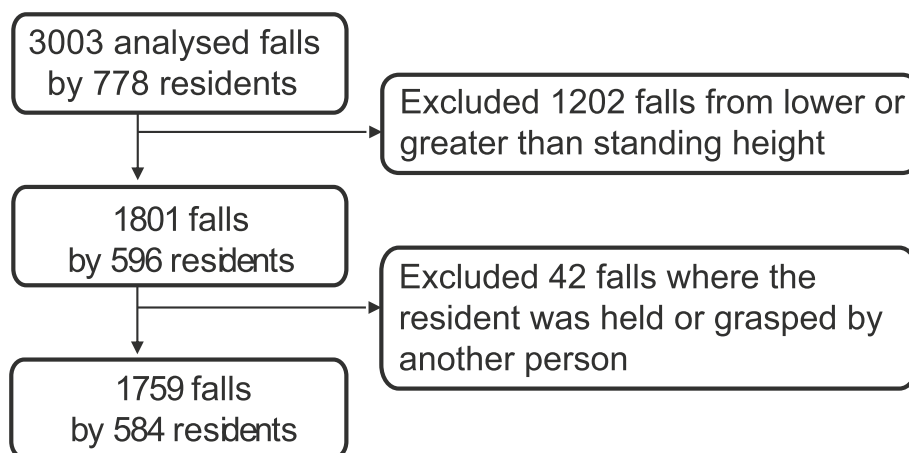 3003 analysed falls
by 778 residents
Excluded 1202 falls from lower or
greater than standing height
1801 falls
by 596 residents
Excluded 42 falls where the
resident was held or grasped by
another person
1759 falls
by 584 residents